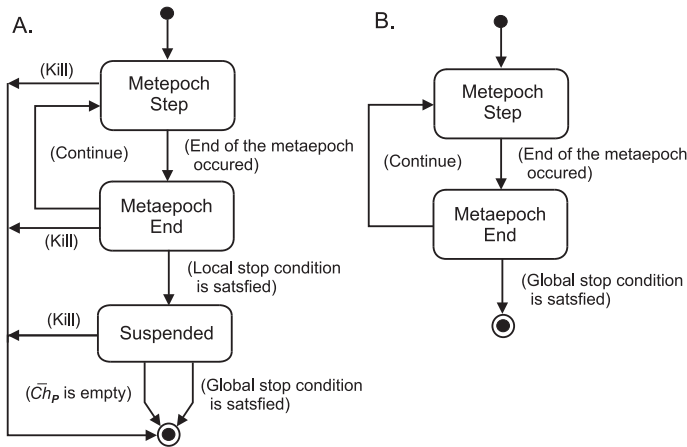 A.
(Kill)
Metepoch
Step
(Continue)
(End of the metaepoch
occured)
Metaepoch
End
(Kill)
(Local stop condition
is satsfied)
(Kill)
Suspended
(C̅h_P is empty)
(Global stop condition
is satsfied)
B.
Metepoch
Step
(Continue)
(End of the metaepoch
occured)
Metaepoch
End
(Global stop condition
is satsfied)